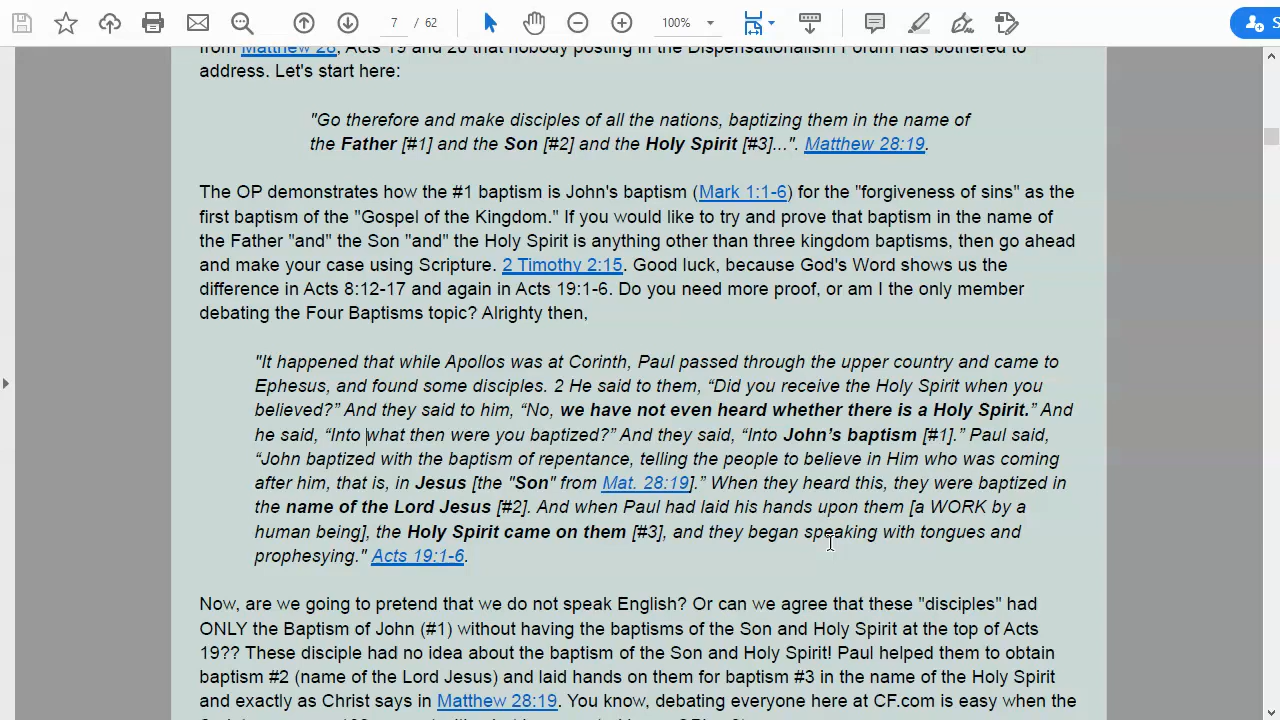 7 / 62
100%
from Matthew 28, Acts 19 and 20 that nobody posting in the Dispensationalism Forum has bothered to
address. Let's start here:
"Go therefore and make disciples of all the nations, baptizing them in the name of
the Father [#1] and the Son [#2] and the Holy Spirit [#3]...". Matthew 28:19.
The OP demonstrates how the #1 baptism is John's baptism (Mark 1:1-6) for the "forgiveness of sins" as the
first baptism of the "Gospel of the Kingdom." If you would like to try and prove that baptism in the name of
the Father "and" the Son "and" the Holy Spirit is anything other than three kingdom baptisms, then go ahead
and make your case using Scripture. 2 Timothy 2:15. Good luck, because God's Word shows us the
difference in Acts 8:12-17 and again in Acts 19:1-6. Do you need more proof, or am I the only member
debating the Four Baptisms topic? Alrighty then,
"It happened that while Apollos was at Corinth, Paul passed through the upper country and came to
Ephesus, and found some disciples. 2 He said to them, “Did you receive the Holy Spirit when you
believed?” And they said to him, “No, we have not even heard whether there is a Holy Spirit.” And
he said, “Into what then were you baptized?” And they said, “Into John’s baptism [#1].” Paul said,
“John baptized with the baptism of repentance, telling the people to believe in Him who was coming
after him, that is, in Jesus [the "Son" from Mat. 28:19].” When they heard this, they were baptized in
the name of the Lord Jesus [#2]. And when Paul had laid his hands upon them [a WORK by a
human being], the Holy Spirit came on them [#3], and they began speaking with tongues and
prophesying." Acts 19:1-6.
Now, are we going to pretend that we do not speak English? Or can we agree that these "disciples" had
ONLY the Baptism of John (#1) without having the baptisms of the Son and Holy Spirit at the top of Acts
19?? These disciple had no idea about the baptism of the Son and Holy Spirit! Paul helped them to obtain
baptism #2 (name of the Lord Jesus) and laid hands on them for baptism #3 in the name of the Holy Spirit
and exactly as Christ says in Matthew 28:19. You know, debating everyone here at CF.com is easy when the